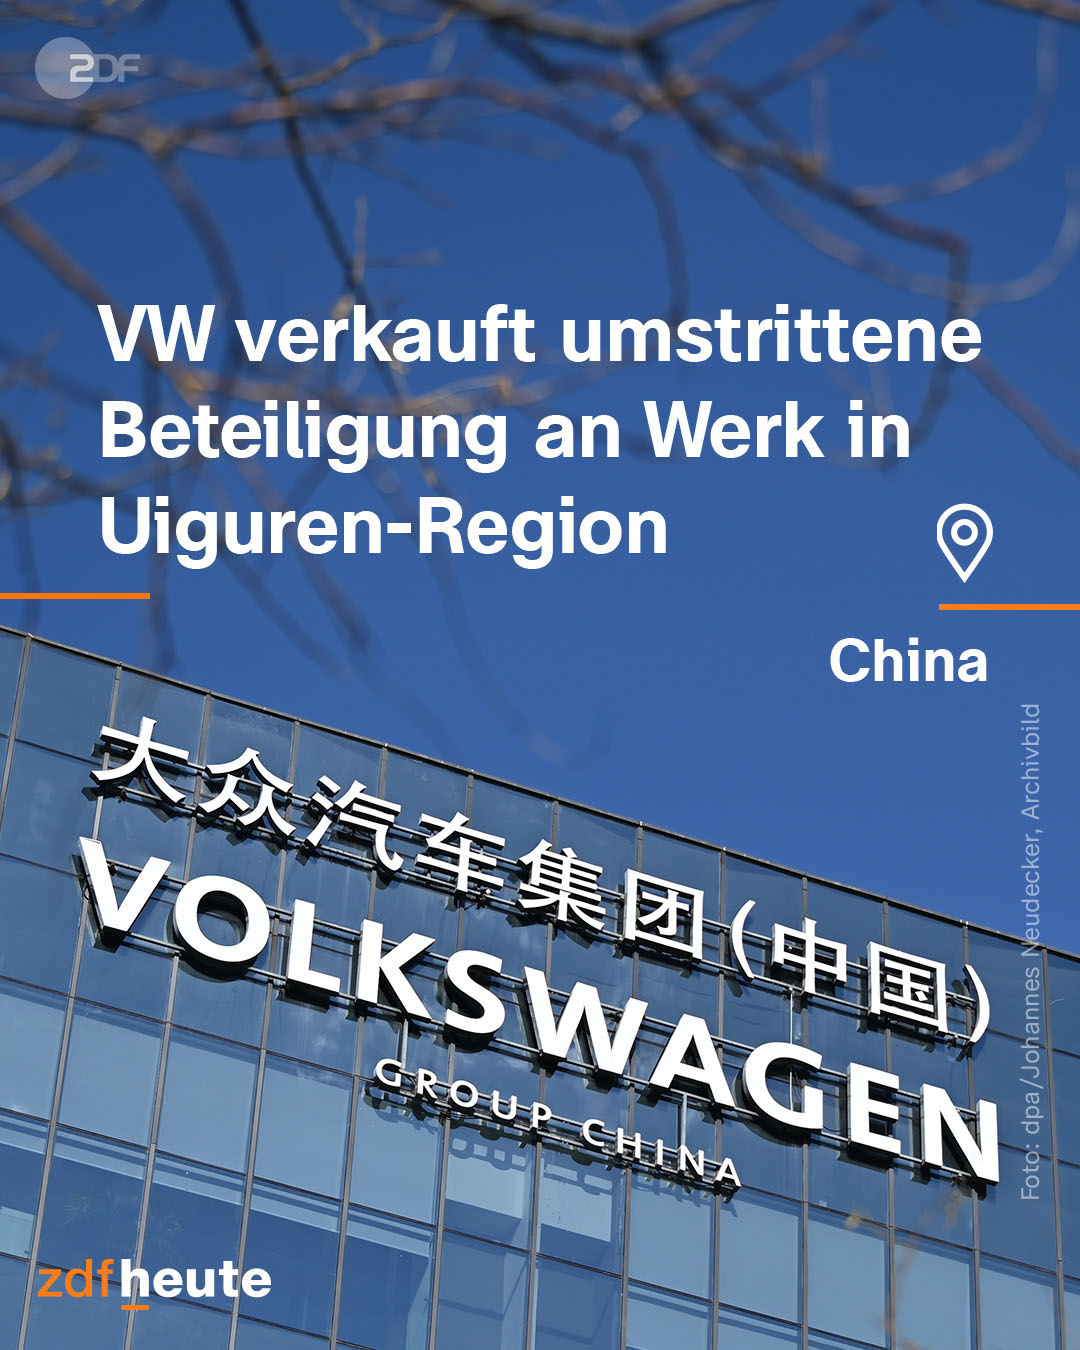 ZDF
VW verkauft umstrittene
Beteiligung an Werk in
Uiguren-Region
China
Foto: dpa/Johannes Neudecker, Archivbild
大众汽车集团(中国)
VOLKSWAGEN
GROUP CHINA
zdfheute